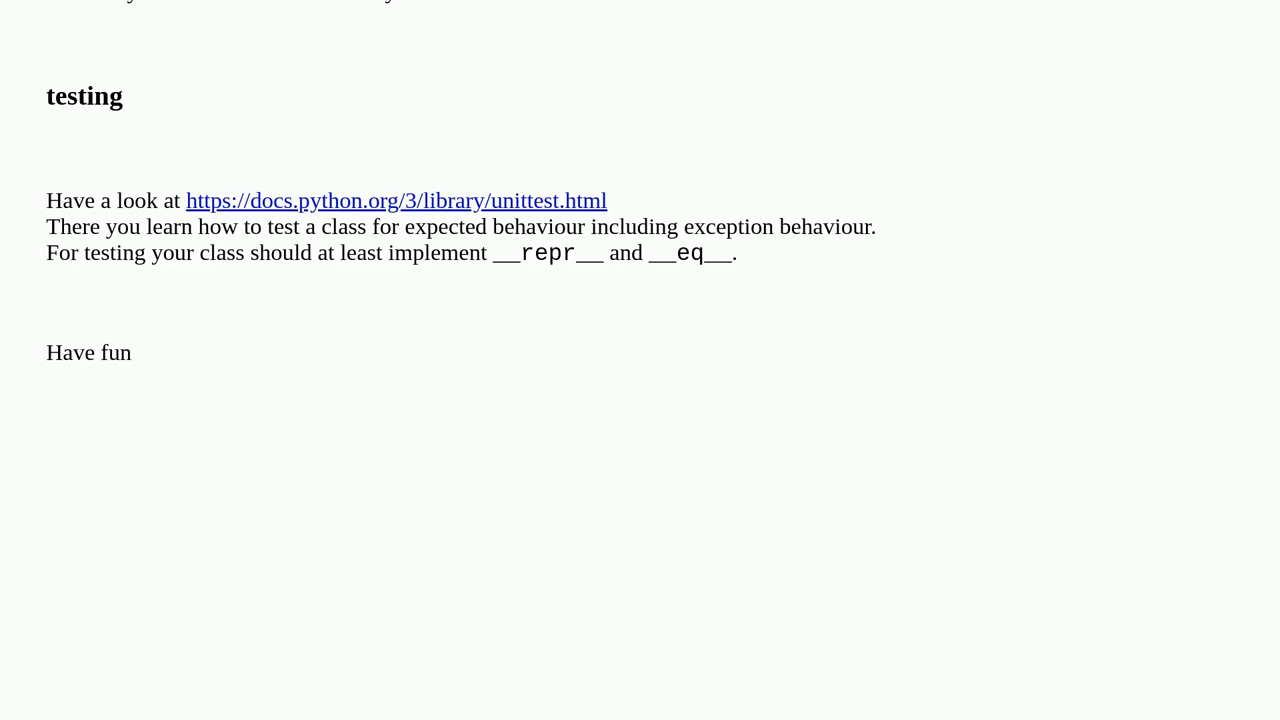 testing
Have a look at https://docs.python.org/3/library/unittest.html
There you learn how to test a class for expected behaviour including exception behaviour.
For testing your class should at least implement __repr__ and __eq__.
Have fun